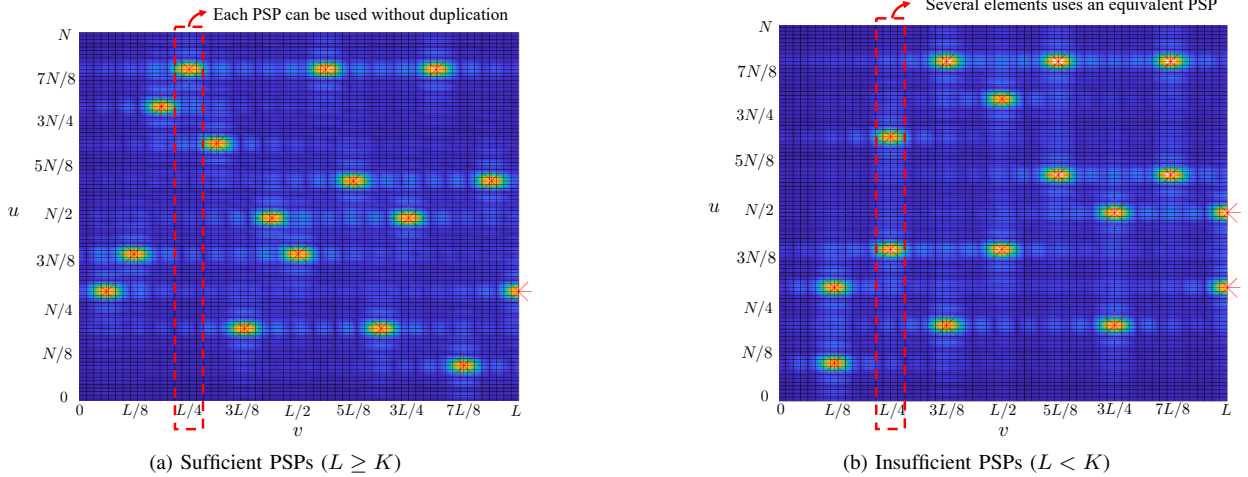 Each PSP can be used without duplication
N
7N/8
3N/4
5N/8
u
N/2
3N/8
N/4
N/8
0
0 L/8 L/4 3L/8 L/2 5L/8 3L/4 7L/8 L
v
(a) Sufficient PSPs (L ≥ K)
Several elements uses an equivalent PSP
N
7N/8
3N/4
5N/8
u
N/2
3N/8
N/4
N/8
0
0 L/8 L/4 3L/8 L/2 5L/8 3L/4 7L/8 L
v
(b) Insufficient PSPs (L < K)